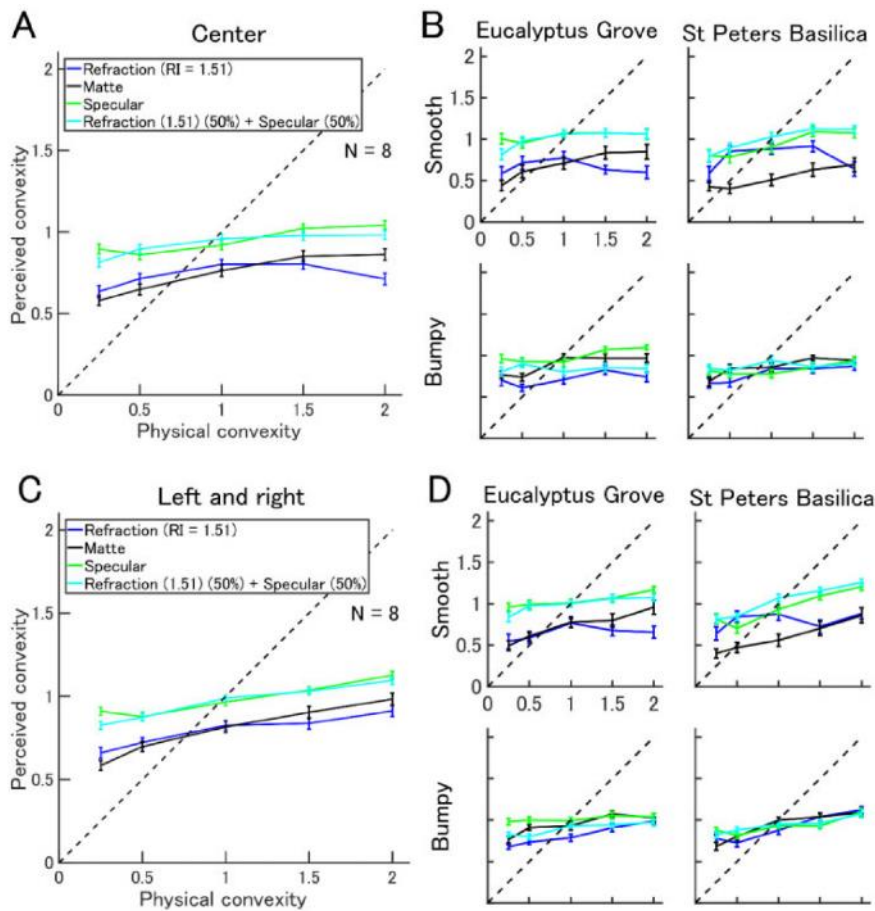 A
Center
2
Refraction (RI = 1.51)
Matte
Specular
Refraction (1.51) (50%) + Specular (50%)
N = 8
1.5
1
0.5
0
Perceived convexity
0 0.5 1 1.5 2
Physical convexity
B
Eucalyptus Grove St Peters Basilica
Smooth
2
1.5
1
0.5
0 0.5 1 1.5 2
Bumpy
C
Left and right
2
Refraction (RI = 1.51)
Matte
Specular
Refraction (1.51) (50%) + Specular (50%)
N = 8
1.5
1
0.5
0
Perceived convexity
0 0.5 1 1.5 2
Physical convexity
D
Eucalyptus Grove St Peters Basilica
Smooth
2
1.5
1
0.5
0
0 0.5 1 1.5 2
Bumpy